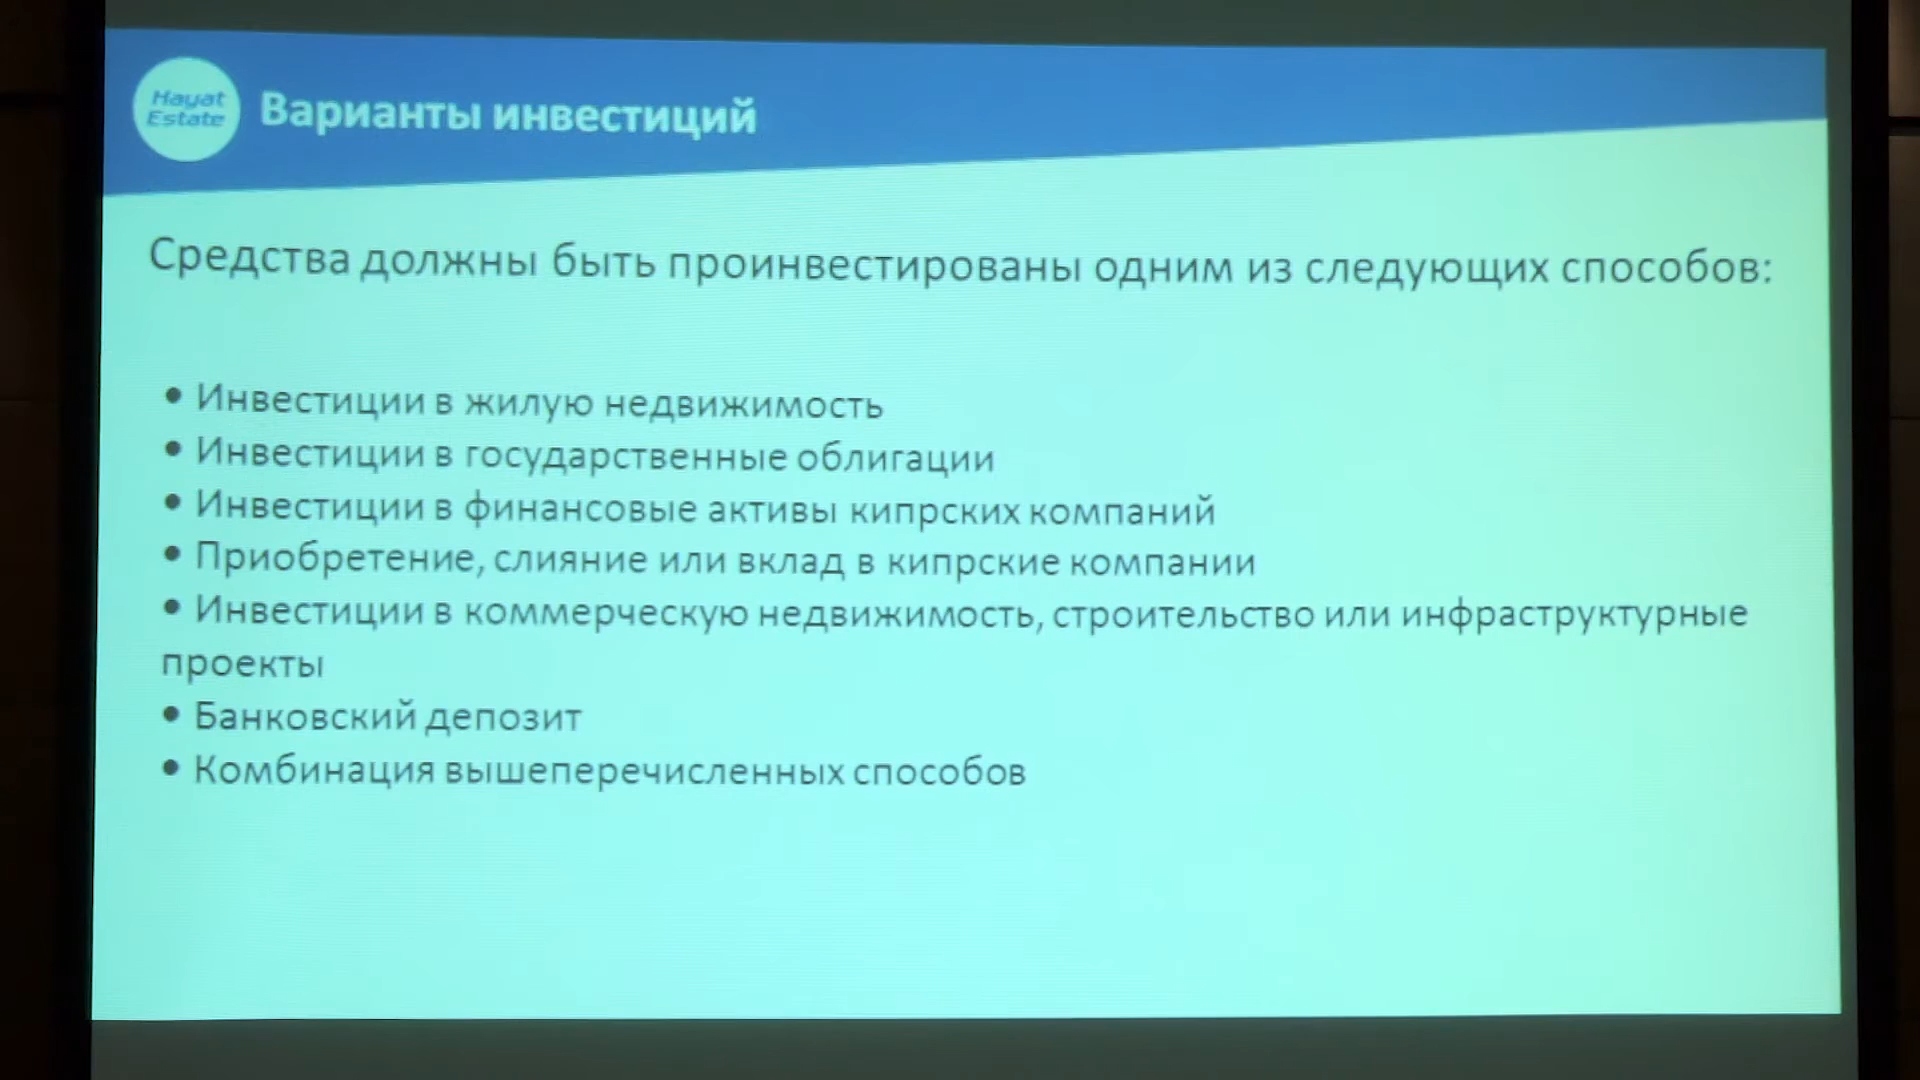 Hayat
Estate
Варианты инвестиций
Средства должны быть проинвестированы одним из следующих способов:
• Инвестиции в жилую недвижимость
• Инвестиции в государственные облигации
• Инвестиции в финансовые активы кипрских компаний
• Приобретение, слияние или вклад в кипрские компании
• Инвестиции в коммерческую недвижимость, строительство или инфраструктурные
проекты
• Банковский депозит
• Комбинация вышеперечисленных способов